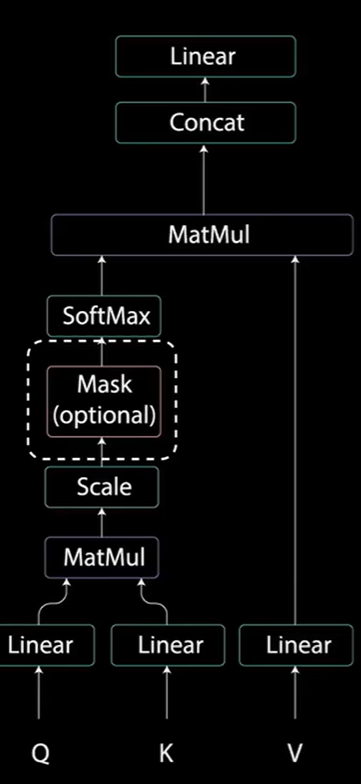 Linear
Concat
MatMul
SoftMax
Mask
(optional)
Scale
MatMul
Linear Linear Linear
Q K V